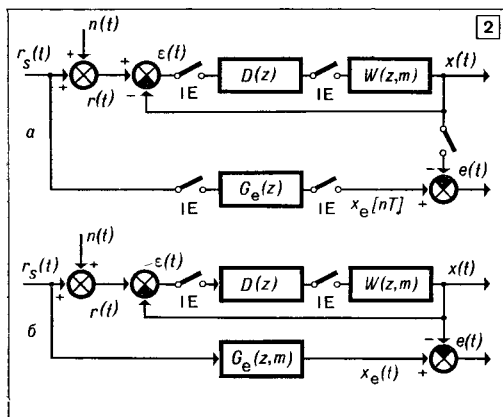 2
n(t)
r_s(t)
+
+
r(t)
+
-
ε(t)
IE
D(z)
IE
W(z,m)
x(t)
а
IE
G_e(z)
IE
x_e[nT]
-
+
e(t)
n(t)
r_s(t)
+
+
r(t)
-
ε(t)
IE
D(z)
IE
W(z,m)
x(t)
б
G_e(z,m)
x_e(t)
-
+
e(t)